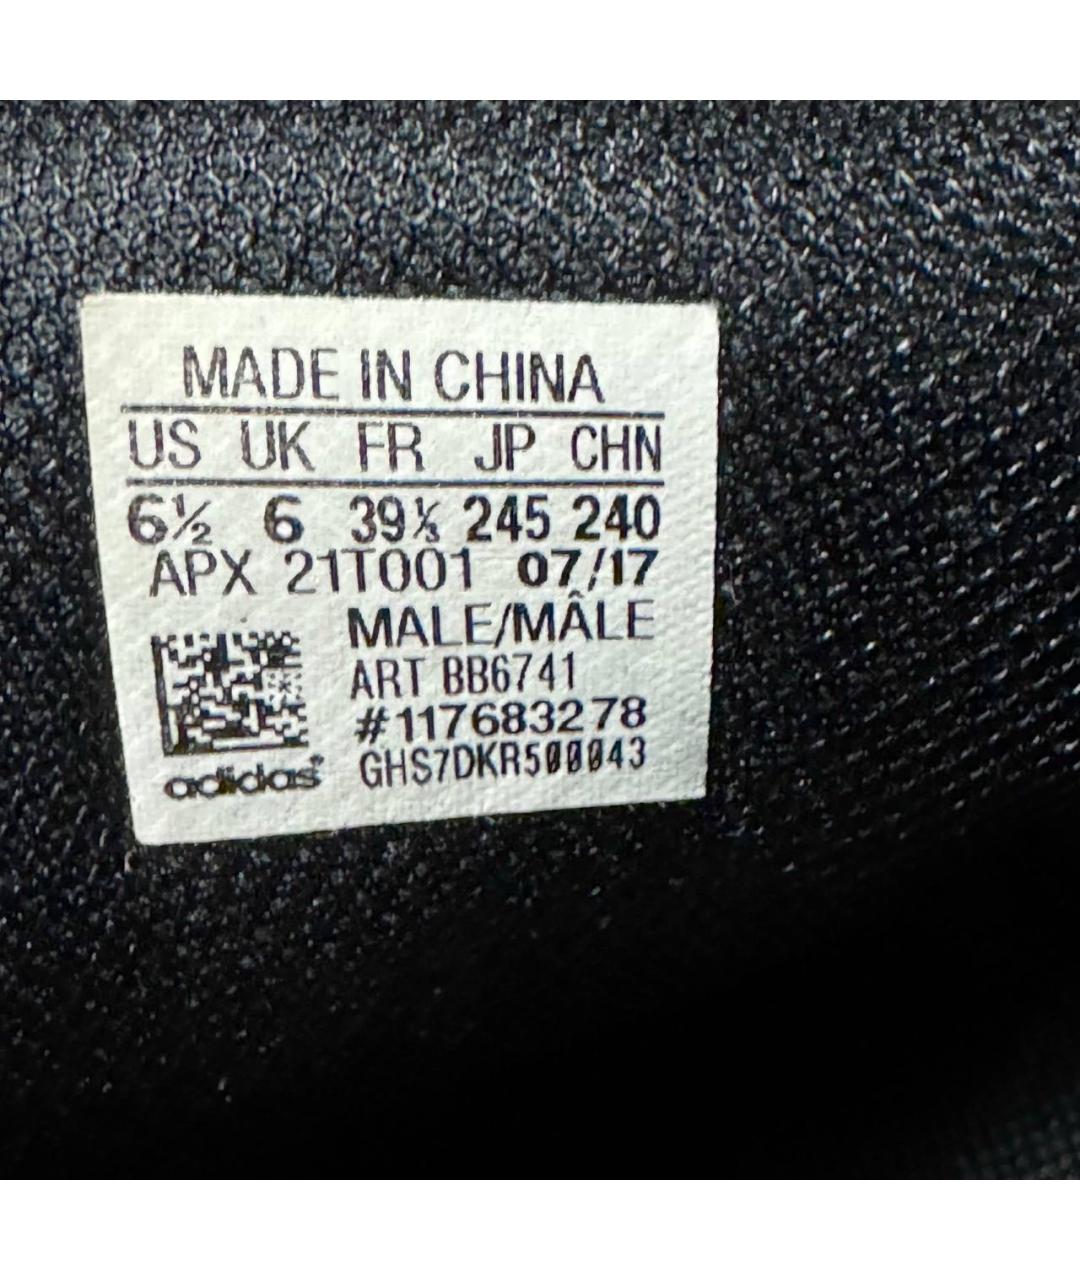 MADE IN CHINA
US UK FR JP CHN
6½ 6 39⅓ 245 240
APX 21T001 07/17
MALE/MÂLE
ART BB6741
#117683278
GHS7DKR500043
adidas®